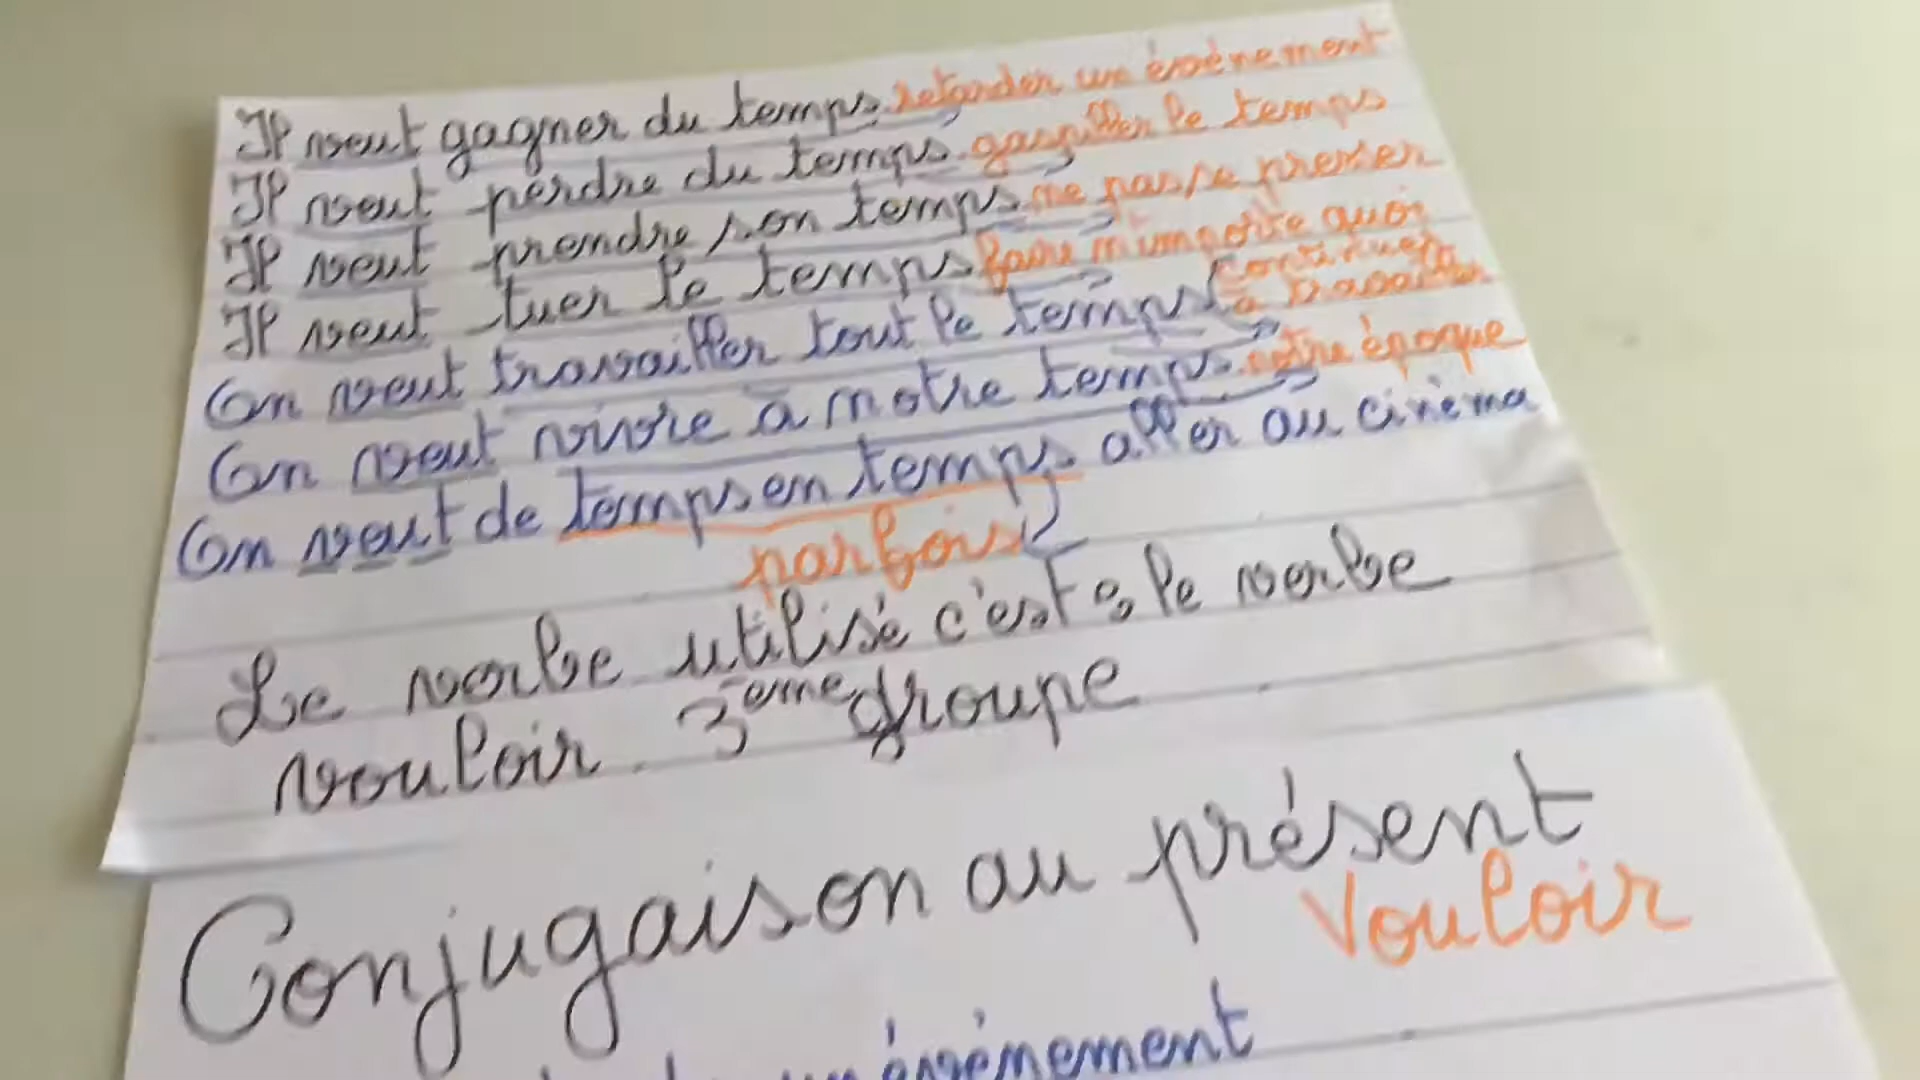 Il veut gagner du temps. retarder un événement
Il veut perdre du temps. gaspiller le temps
Il veut prendre son temps. ne pas se presser
Il veut tuer le temps faire n'importe quoi
On veut travailler tout le temps continuer à travailler
On veut vivre à notre temps. notre époque
On veut de temps en temps. aller au cinéma
parfois
Le verbe utilisé c'est : le verbe
vouloir. 3ème groupe
Conjugaison au présent
Vouloir
un événement